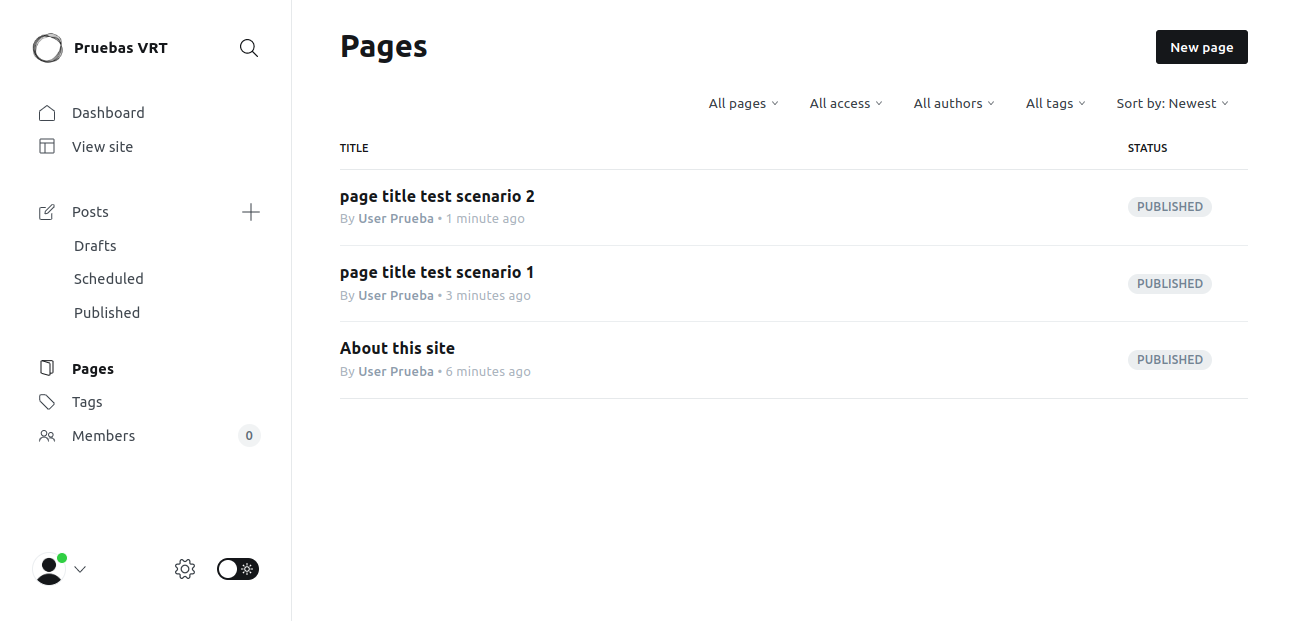 Pruebas VRT
Dashboard
View site
Posts
Drafts
Scheduled
Published
Pages
Tags
Members 0
Pages
New page
All pages All access All authors All tags Sort by: Newest
TITLE STATUS
page title test scenario 2
By User Prueba • 1 minute ago
PUBLISHED
page title test scenario 1
By User Prueba • 3 minutes ago
PUBLISHED
About this site
By User Prueba • 6 minutes ago
PUBLISHED